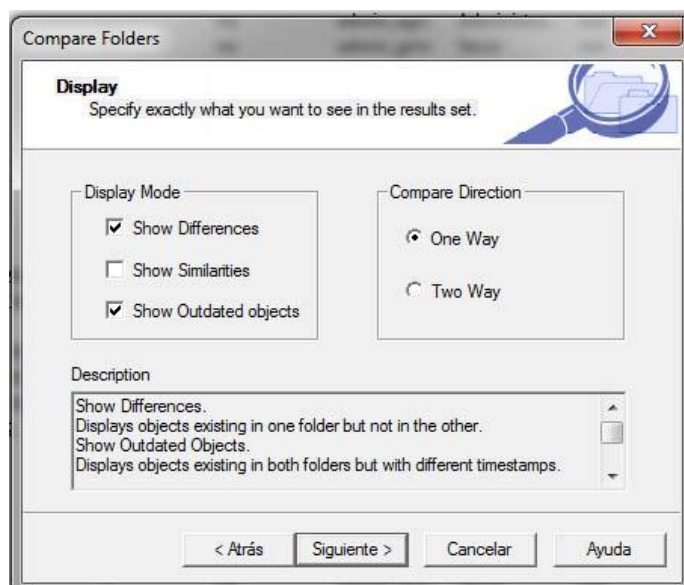 Compare Folders
Display
Specify exactly what you want to see in the results set.
Display Mode
Show Differences
Show Similarities
Show Outdated objects
Compare Direction
One Way
Two Way
Description
Show Differences.
Displays objects existing in one folder but not in the other.
Show Outdated Objects.
Displays objects existing in both folders but with different timestamps.
< Atrás
Siguiente >
Cancelar
Ayuda